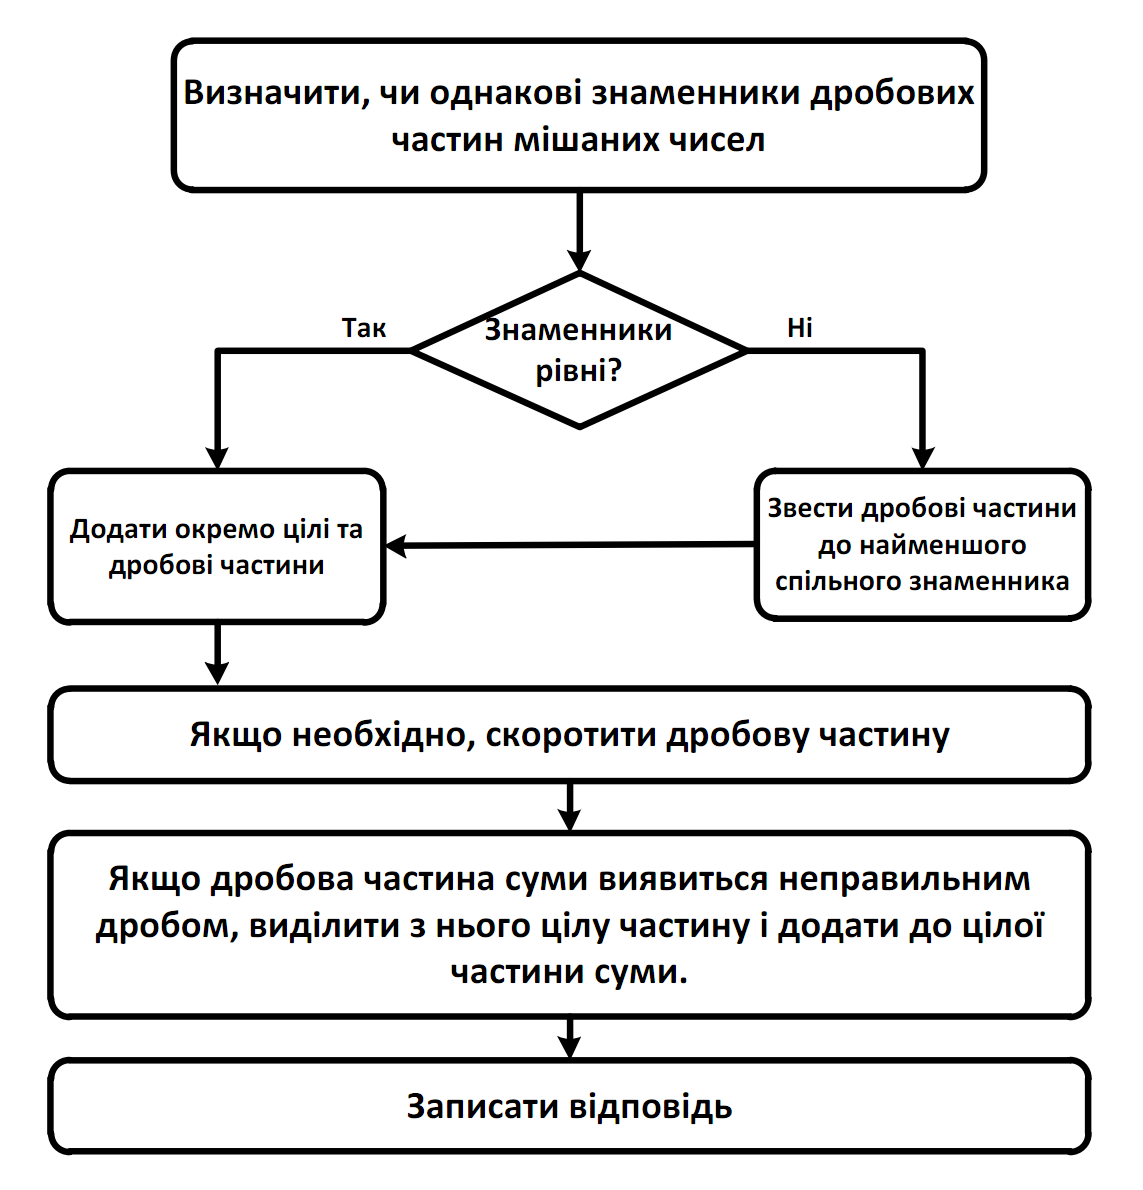 Визначити, чи однакові знаменники дробових
частин мішаних чисел
Так
Ні
Знаменники
рівні?
Додати окремо цілі та
дробові частини
Звести дробові частини
до найменшого
спільного знаменника
Якщо необхідно, скоротити дробову частину
Якщо дробова частина суми виявиться неправильним
дробом, виділити з нього цілу частину і додати до цілої
частини суми.
Записати відповідь